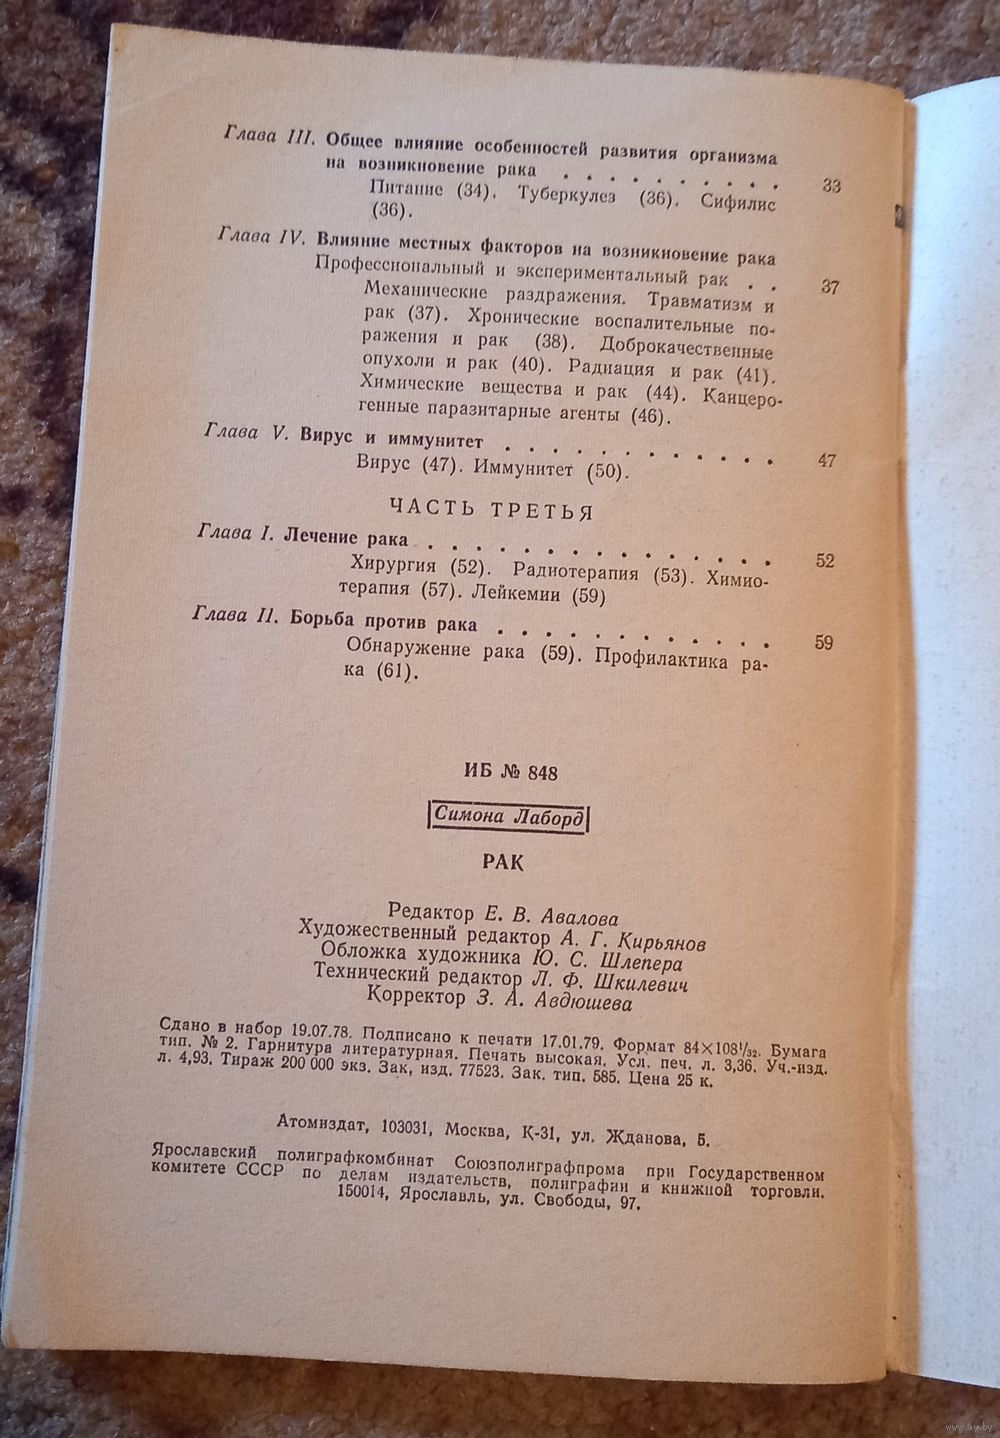 Глава III. Общее влияние особенностей развития организма
на возникновение рака . . . . . . . . . . 33
Питание (34). Туберкулез (36). Сифилис
(36).
Глава IV. Влияние местных факторов на возникновение рака
Профессиональный и экспериментальный рак . . 37
Механические раздражения. Травматизм и
рак (37). Хронические воспалительные по-
ражения и рак (38). Доброкачественные
опухоли и рак (40). Радиация и рак (41).
Химические вещества и рак (44). Канцеро-
генные паразитарные агенты (46).
Глава V. Вирус и иммунитет . . . . . . . . . . . . 47
Вирус (47). Иммунитет (50).
ЧАСТЬ ТРЕТЬЯ
Глава I. Лечение рака . . . . . . . . . . . . . . . 52
Хирургия (52). Радиотерапия (53). Химио-
терапия (57). Лейкемии (59)
Глава II. Борьба против рака . . . . . . . . . . . . 59
Обнаружение рака (59). Профилактика ра-
ка (61).
ИБ № 848
Симона Лаборд
РАК
Редактор Е. В. Авалова
Художественный редактор А. Г. Кирьянов
Обложка художника Ю. С. Шлепера
Технический редактор Л. Ф. Шкилевич
Корректор З. А. Авдюшева
Сдано в набор 19.07.78. Подписано к печати 17.01.79. Формат 84×108¹/₃₂. Бумага
тип. № 2. Гарнитура литературная. Печать высокая. Усл. печ. л. 3,36. Уч.-изд.
л. 4,93. Тираж 200 000 экз. Зак. изд. 77523. Зак. тип. 585. Цена 25 к.
Атомиздат, 103031, Москва, К-31, ул. Жданова, 5.
Ярославский полиграфкомбинат Союзполиграфпрома при Государственном
комитете СССР по делам издательств, полиграфии и книжной торговли.
150014, Ярославль, ул. Свободы, 97.
www.ay.by